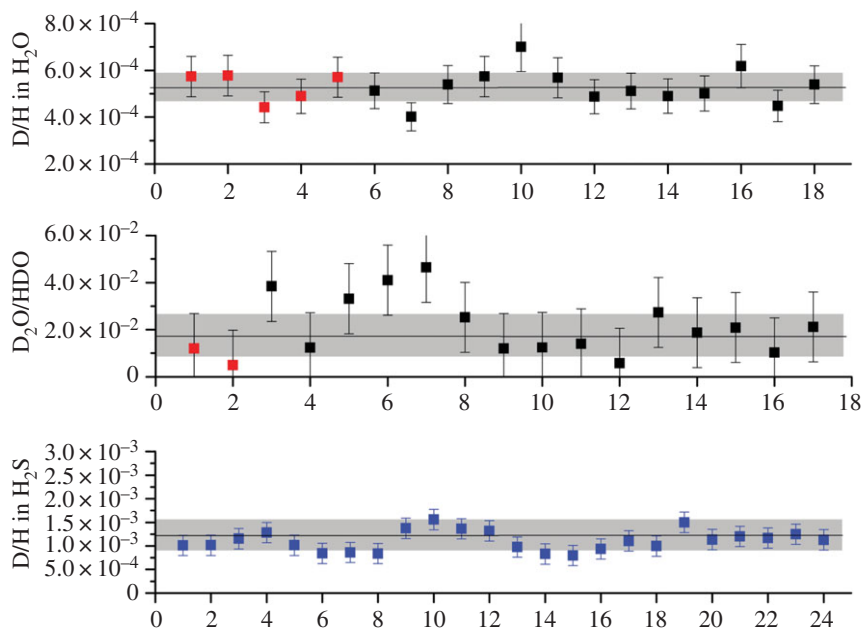 D/H in H₂O
8.0 × 10⁻⁴
6.0 × 10⁻⁴
4.0 × 10⁻⁴
2.0 × 10⁻⁴
0 2 4 6 8 10 12 14 16 18
D₂O/HDO
6.0 × 10⁻²
4.0 × 10⁻²
2.0 × 10⁻²
0
0 2 4 6 8 10 12 14 16 18
D/H in H₂S
3.0 × 10⁻³
2.5 × 10⁻³
2.0 × 10⁻³
1.5 × 10⁻³
1.0 × 10⁻³
5.0 × 10⁻⁴
0
0 2 4 6 8 10 12 14 16 18 20 22 24